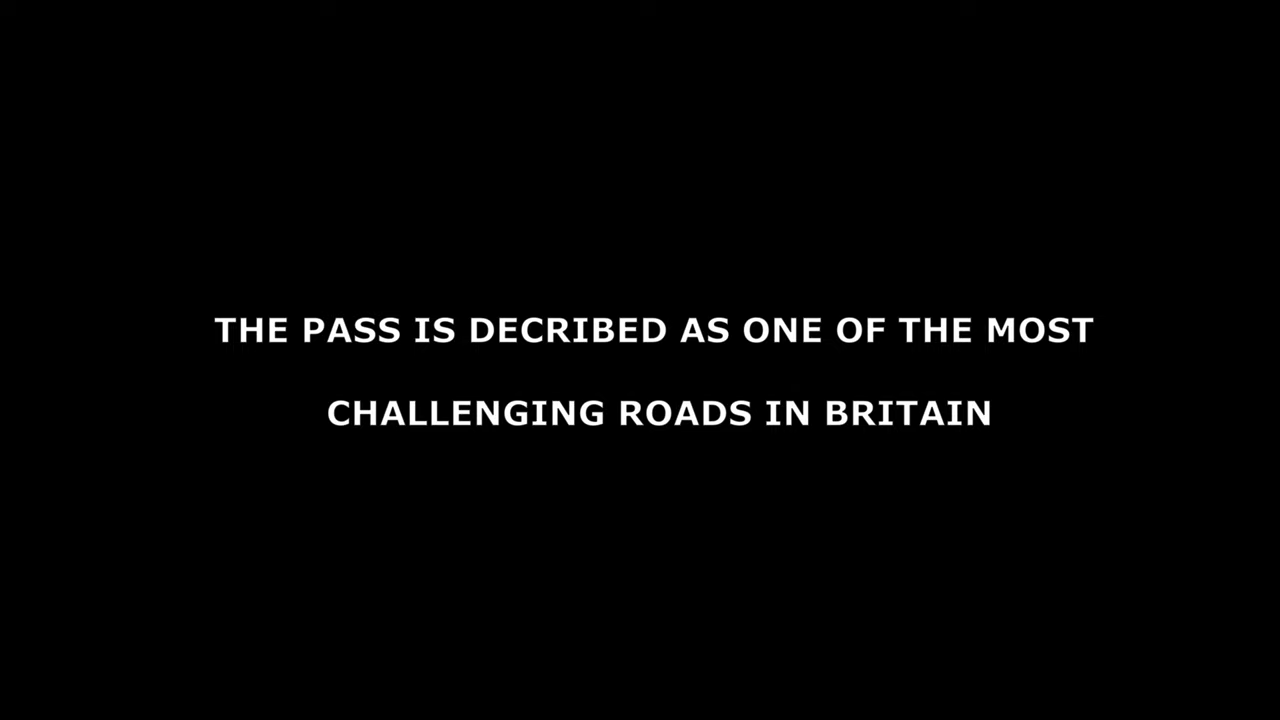 THE PASS IS DECRIBED AS ONE OF THE MOST
CHALLENGING ROADS IN BRITAIN